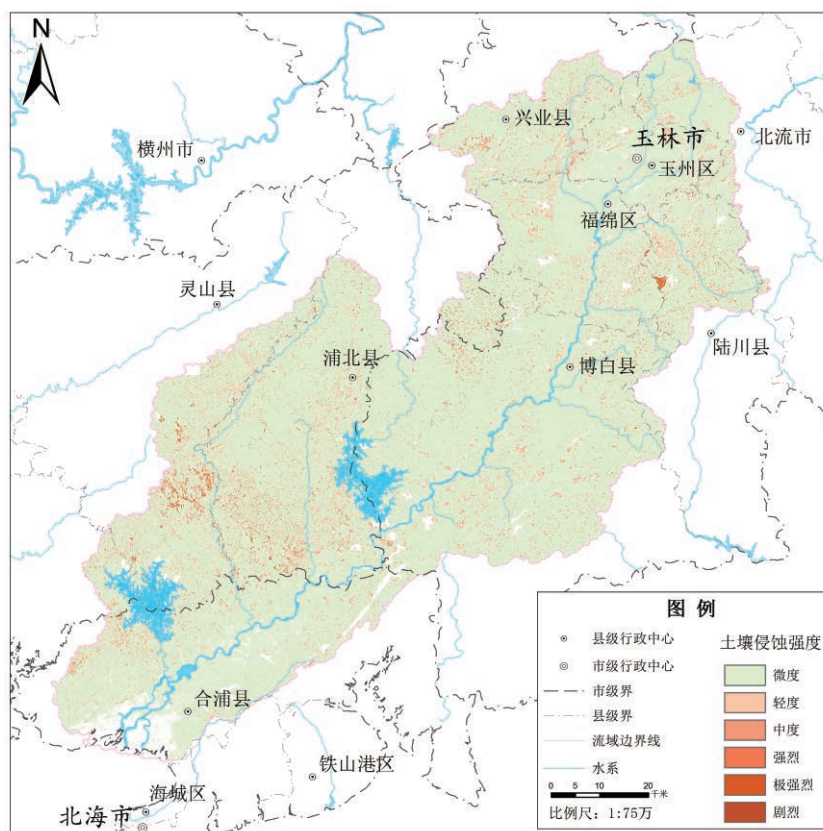 N
兴业县
玉林市
北流市
横州市
玉州区
福绵区
灵山县
陆川县
浦北县
博白县
合浦县
铁山港区
海城区
北海市
图 例
县级行政中心
市级行政中心
市级界
县级界
流域边界线
水系
0 5 10 20
千米
比例尺：1:75万
土壤侵蚀强度
微度
轻度
中度
强烈
极强烈
剧烈